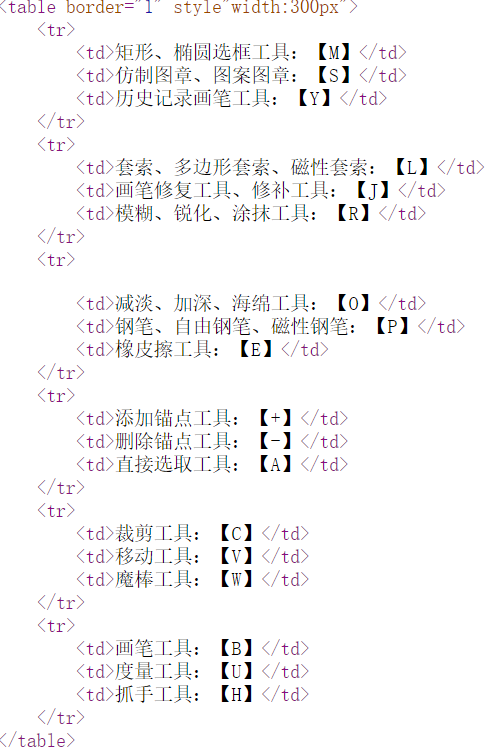 <table border="1" style"width:300px">
<tr>
<td>矩形、椭圆选框工具：【M】</td>
<td>仿制图章、图案图章：【S】</td>
<td>历史记录画笔工具：【Y】</td>
</tr>
<tr>
<td>套索、多边形套索、磁性套索：【L】</td>
<td>画笔修复工具、修补工具：【J】</td>
<td>模糊、锐化、涂抹工具：【R】</td>
</tr>
<tr>
<td>减淡、加深、海绵工具：【O】</td>
<td>钢笔、自由钢笔、磁性钢笔：【P】</td>
<td>橡皮擦工具：【E】</td>
</tr>
<tr>
<td>添加锚点工具：【+】</td>
<td>删除锚点工具：【-】</td>
<td>直接选取工具：【A】</td>
</tr>
<tr>
<td>裁剪工具：【C】</td>
<td>移动工具：【V】</td>
<td>魔棒工具：【W】</td>
</tr>
<tr>
<td>画笔工具：【B】</td>
<td>度量工具：【U】</td>
<td>抓手工具：【H】</td>
</tr>
</table>